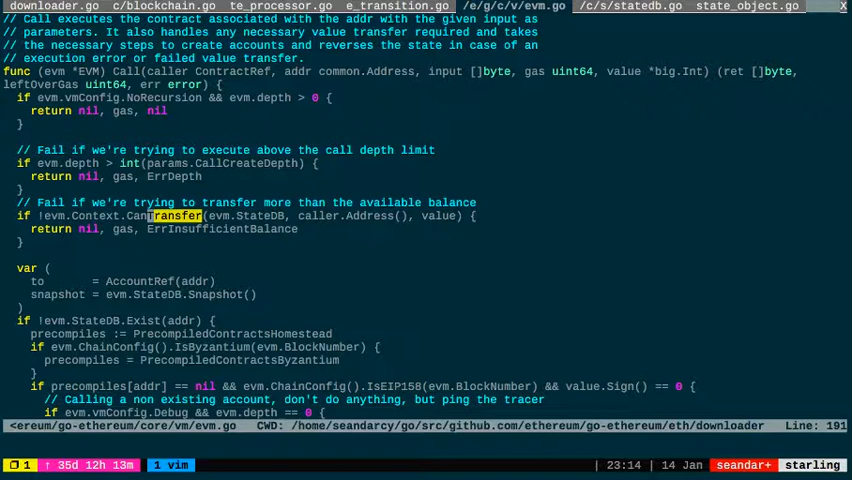 downloader.go c/blockchain.go te_processor.go e_transition.go /e/g/c/v/evm.go /c/s/statedb.go state_object.go X
// Call executes the contract associated with the addr with the given input as
// parameters. It also handles any necessary value transfer required and takes
// the necessary steps to create accounts and reverses the state in case of an
// execution error or failed value transfer.
func (evm *EVM) Call(caller ContractRef, addr common.Address, input []byte, gas uint64, value *big.Int) (ret []byte,
leftOverGas uint64, err error) {
if evm.vmConfig.NoRecursion && evm.depth > 0 {
return nil, gas, nil
}
// Fail if we're trying to execute above the call depth limit
if evm.depth > int(params.CallCreateDepth) {
return nil, gas, ErrDepth
}
// Fail if we're trying to transfer more than the available balance
if !evm.Context.CanTransfer(evm.StateDB, caller.Address(), value) {
return nil, gas, ErrInsufficientBalance
}
var (
to = AccountRef(addr)
snapshot = evm.StateDB.Snapshot()
)
if !evm.StateDB.Exist(addr) {
precompiles := PrecompiledContractsHomestead
if evm.ChainConfig().IsByzantium(evm.BlockNumber) {
precompiles = PrecompiledContractsByzantium
}
if precompiles[addr] == nil && evm.ChainConfig().IsEIP158(evm.BlockNumber) && value.Sign() == 0 {
// Calling a non existing account, don't do anything, but ping the tracer
if evm.vmConfig.Debug && evm.depth == 0 {
<ereum/go-ethereum/core/vm/evm.go CWD: /home/seandarcy/go/src/github.com/ethereum/go-ethereum/eth/downloader Line: 191
1 ↑ 35d 12h 13m 1 vim | 23:14 | 14 Jan seandar+ starling